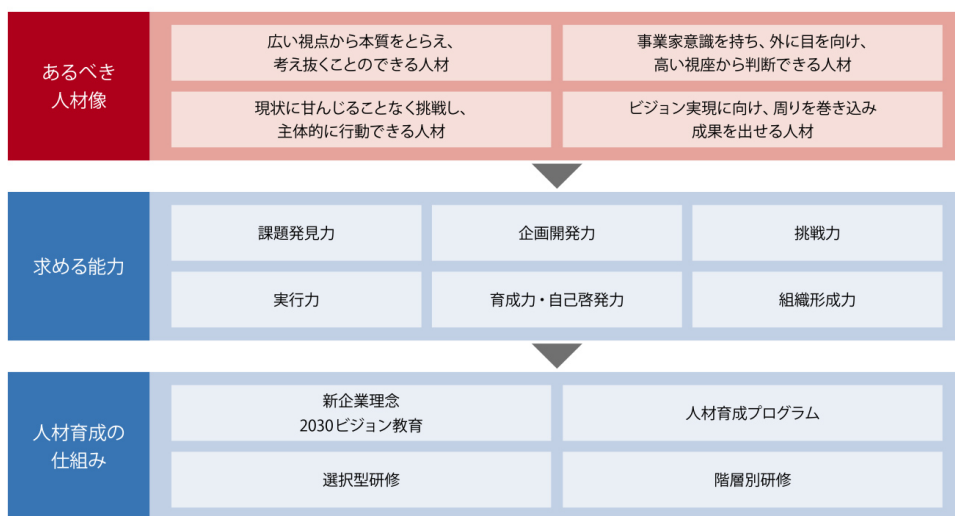 あるべき
人材像
広い視点から本質をとらえ、
考え抜くことのできる人材
事業家意識を持ち、外に目を向け、
高い視座から判断できる人材
現状に甘んじることなく挑戦し、
主体的に行動できる人材
ビジョン実現に向け、周りを巻き込み
成果を出せる人材
求める能力
課題発見力
企画開発力
挑戦力
実行力
育成力・自己啓発力
組織形成力
人材育成の
仕組み
新企業理念
2030ビジョン教育
人材育成プログラム
選択型研修
階層別研修